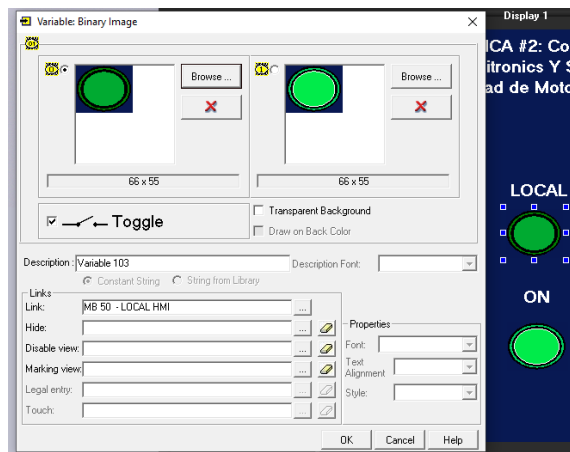 Variable: Binary Image
Display 1
ICA #2: Co
itronics Y S
ad de Moto
01
0
Browse ...
1
Browse ...
66 x 55
66 x 55
Toggle
Transparent Background
Draw on Back Color
LOCAL
Description:
Variable 103
Description Font:
Constant String
String from Library
Links
Link:
MB 50 - LOCAL HMI
...
ON
Hide:
...
Properties
Disable view:
...
Font:
Marking view:
...
Text Alignment
Legal entry:
...
Style:
Touch:
...
OK
Cancel
Help